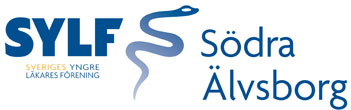 SYLF
SVERIGES YNGRE
LÄKARES FÖRENING
Södra
Älvsborg